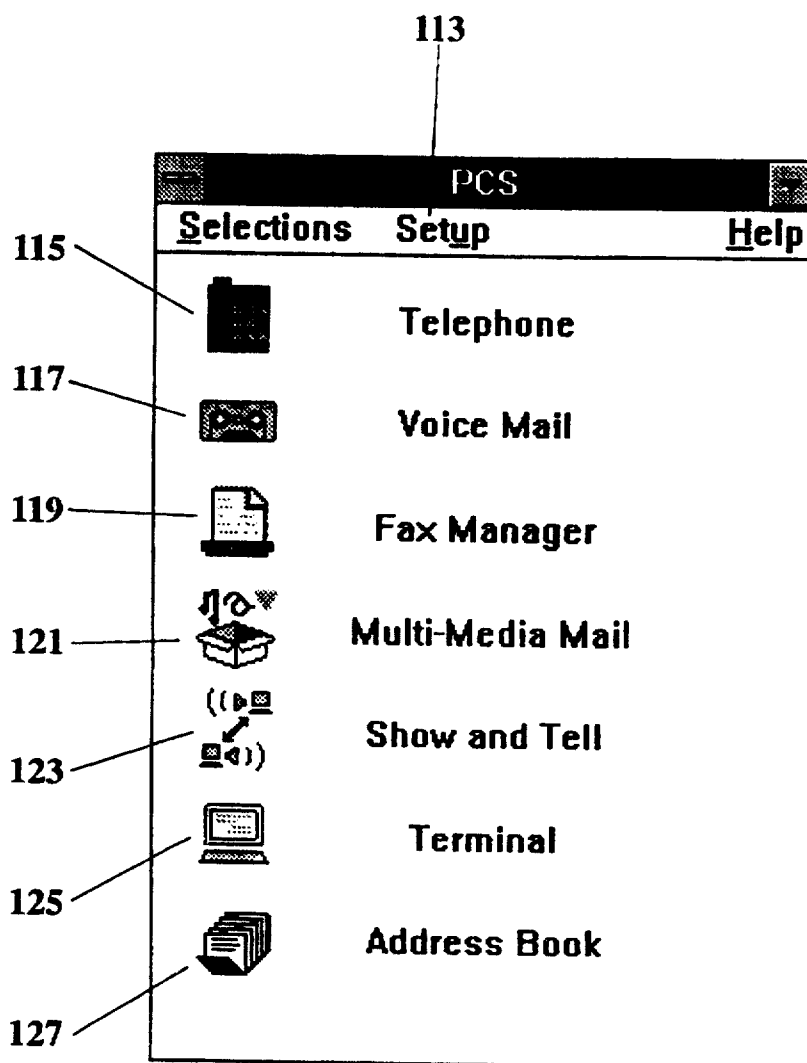 113
PCS
Selections Setup Help
115
Telephone
117
Voice Mail
119
Fax Manager
121
Multi-Media Mail
123
Show and Tell
125
Terminal
127
Address Book